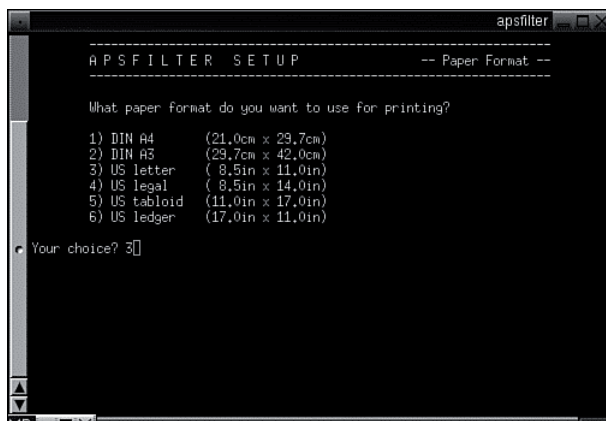 apsfilter
A P S F I L T E R   S E T U P -- Paper Format --
What paper format do you want to use for printing?
1) DIN A4 (21.0cm x 29.7cm)
2) DIN A3 (29.7cm x 42.0cm)
3) US letter ( 8.5in x 11.0in)
4) US legal ( 8.5in x 14.0in)
5) US tabloid (11.0in x 17.0in)
6) US ledger (17.0in x 11.0in)
Your choice? 3